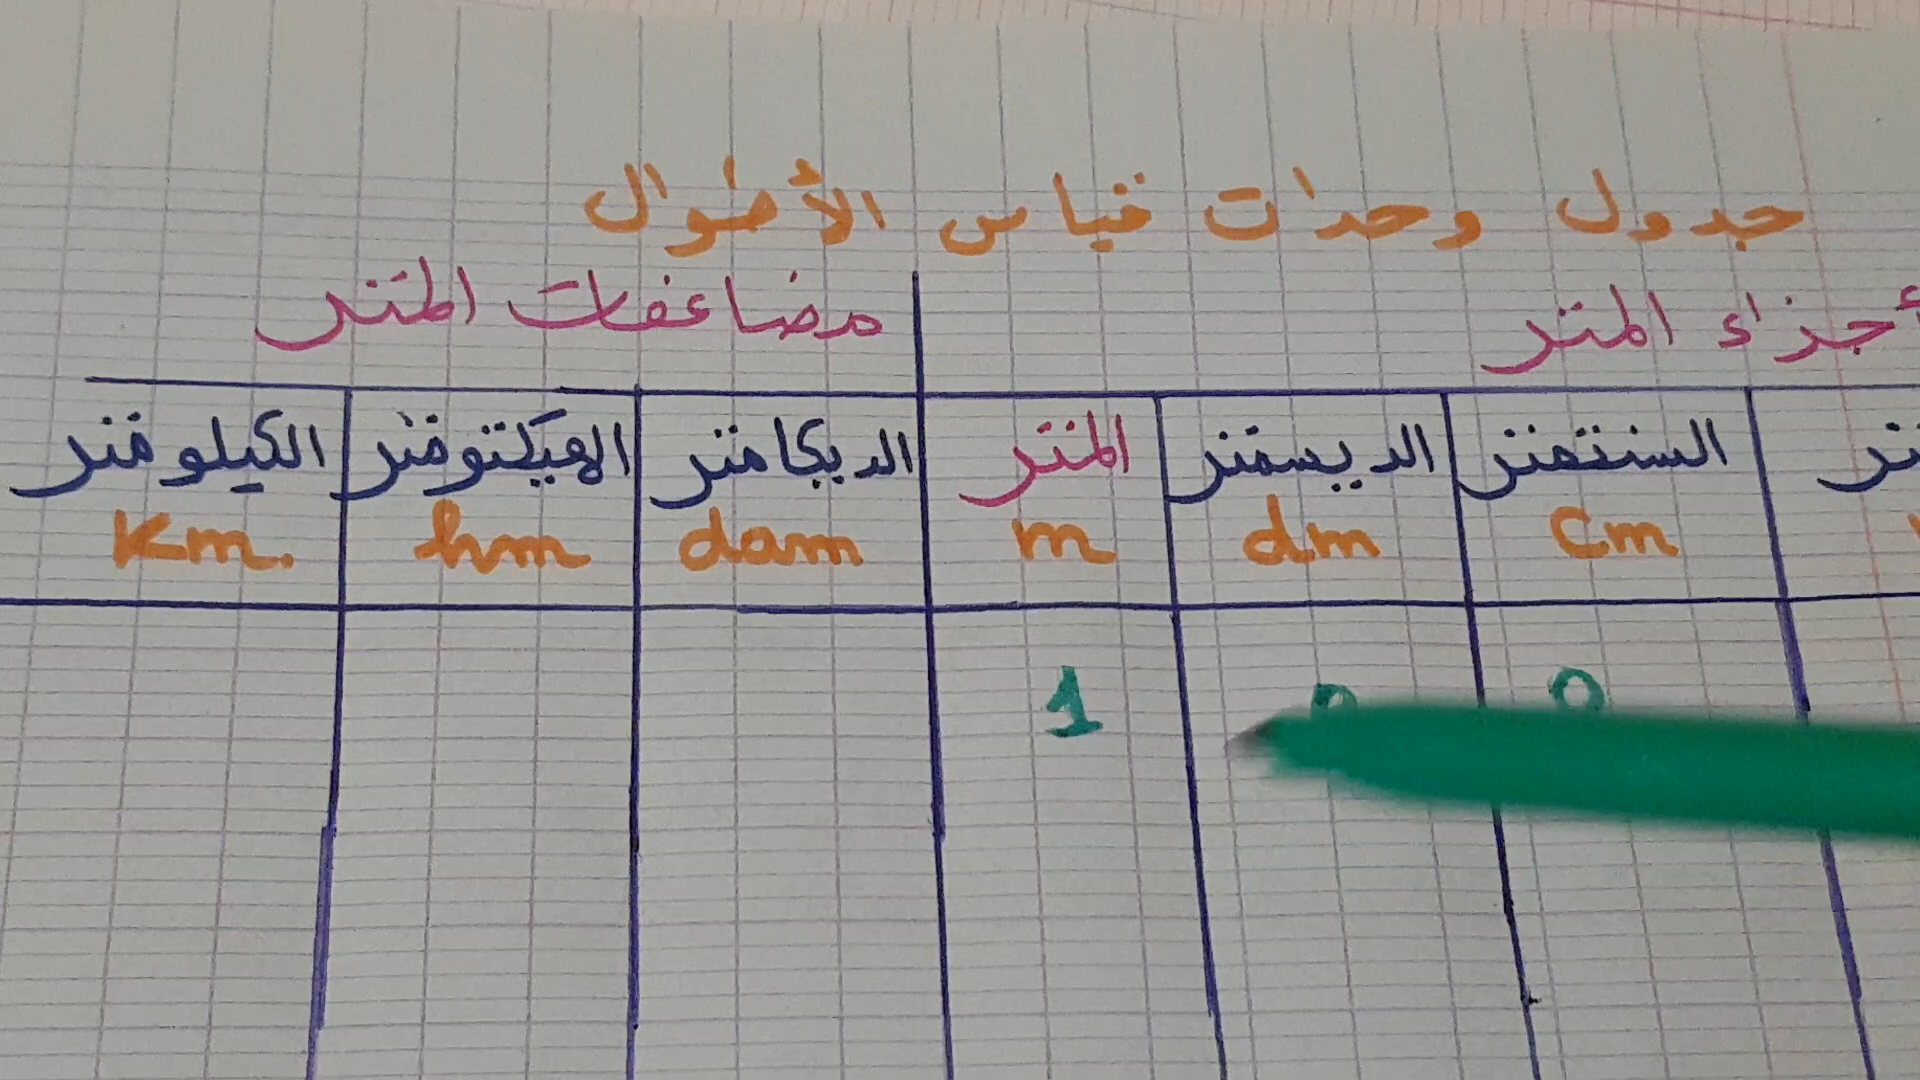 جدول وحدات قياس الأطوال
أجزاء المتر مضاعفات المتر
السنتمتر الديسمتر المتر الديكامتر الهيكتومتر الكيلومتر
Km. hm dam m dm cm
1 0 0